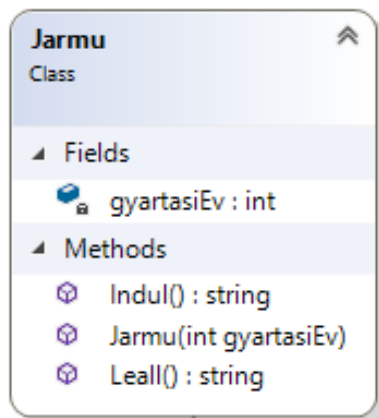 Jarmu
Class
Fields
gyartasiEv : int
Methods
Indul() : string
Jarmu(int gyartasiEv)
Leall() : string